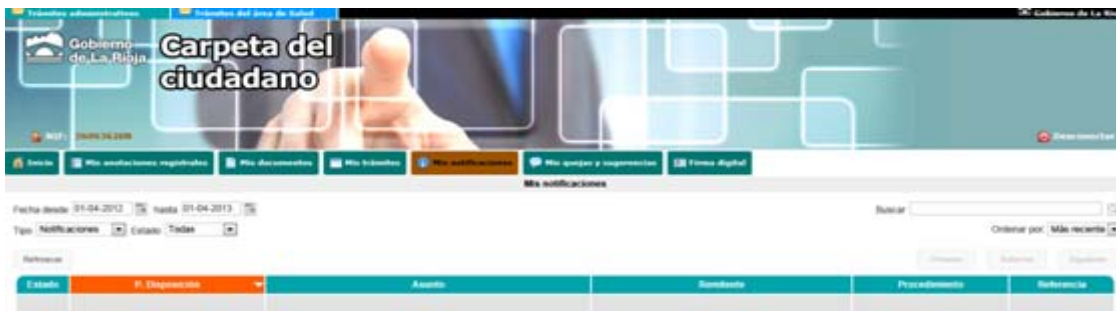 Trámites administrativos Trámites del área de Salud Gobierno de La Rioja
Gobierno de La Rioja
Carpeta del ciudadano
NIF: Desconectar
Inicio Mis anotaciones registrales Mis documentos Mis trámites Mis notificaciones Mis quejas y sugerencias Firma digital
Mis notificaciones
Fecha desde 01-04-2012 hasta 01-04-2013 Buscar
Tipo Notificaciones Estado Todas Ordenar por: Más reciente
Refrescar Primero Anterior Siguiente
Estado P. Disposición Asunto Remitente Procedimiento Referencia